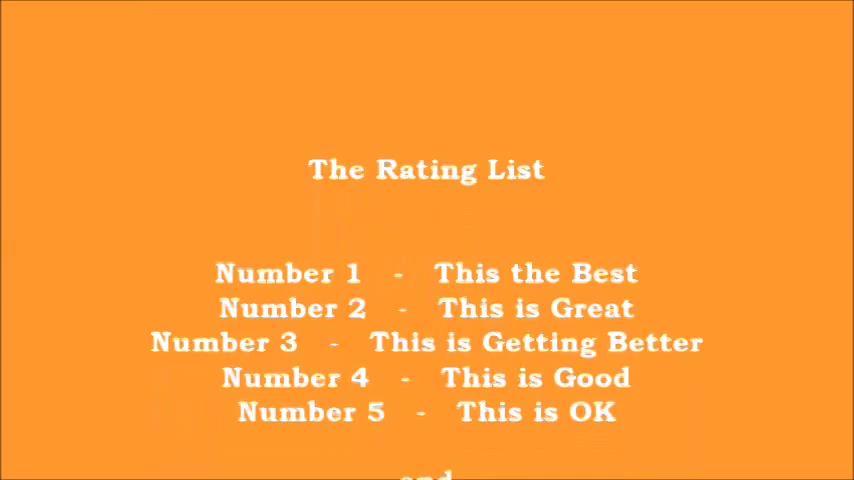 The Rating List
Number 1 - This the Best
Number 2 - This is Great
Number 3 - This is Getting Better
Number 4 - This is Good
Number 5 - This is OK
and